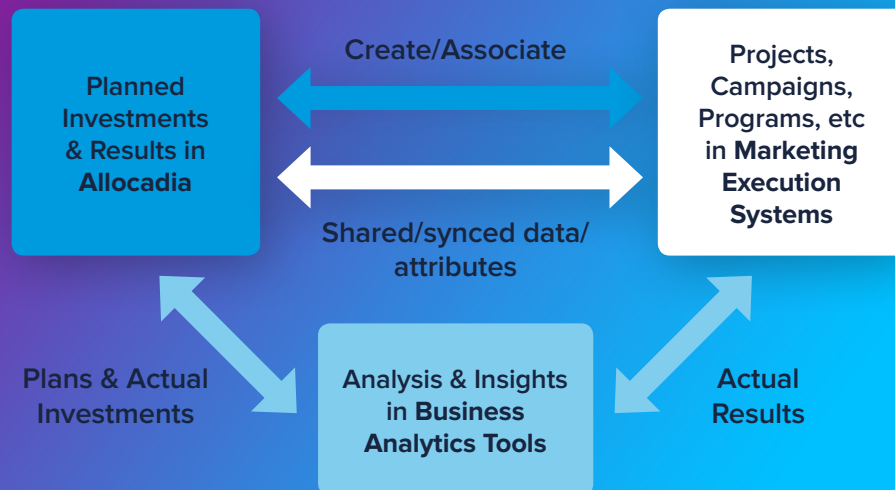 Planned
Investments
& Results in
Allocadia
Create/Associate
Shared/synced data/
attributes
Projects,
Campaigns,
Programs, etc
in Marketing
Execution
Systems
Plans & Actual
Investments
Analysis & Insights
in Business
Analytics Tools
Actual
Results